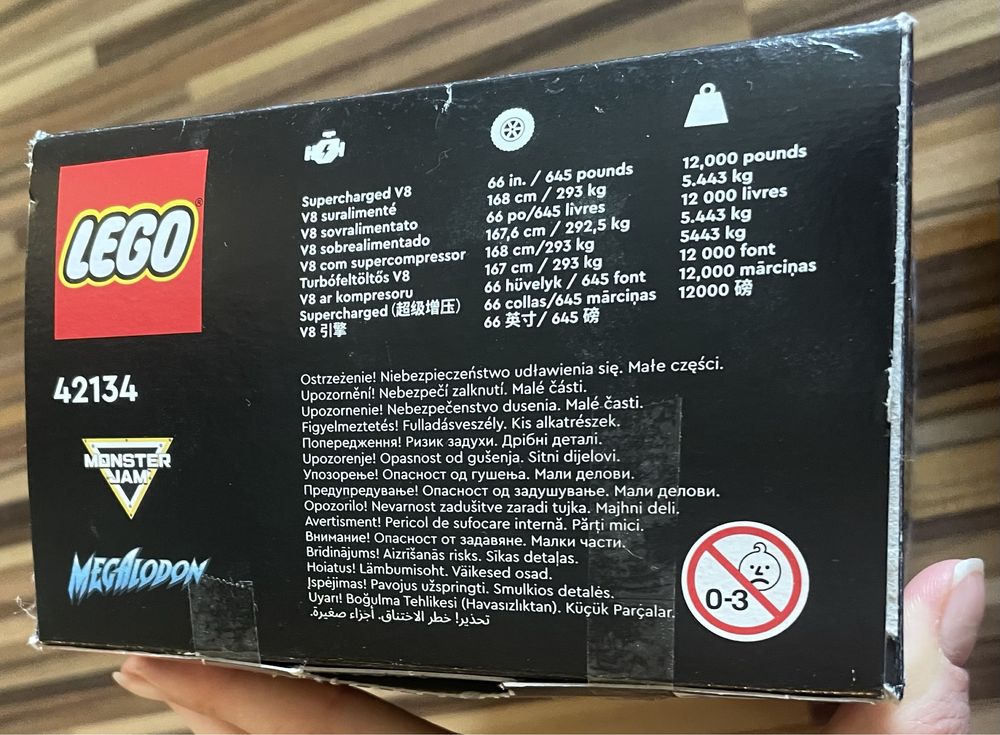 LEGO®
42134
MONSTER
JAM
MEGALODON
Supercharged V8
V8 suralimenté
V8 sovralimentato
V8 sobrealimentado
V8 com supercompressor
Turbófeltöltős V8
V8 ar kompresoru
Supercharged (超级增压)
V8 引擎
66 in. / 645 pounds
168 cm / 293 kg
66 po/645 livres
167,6 cm / 292,5 kg
168 cm/293 kg
167 cm / 293 kg
66 hüvelyk / 645 font
66 collas/645 mārciņas
66 英寸/ 645 磅
12,000 pounds
5.443 kg
12 000 livres
5.443 kg
5443 kg
12 000 font
12,000 mārciņas
12000 磅
Ostrzeżenie! Niebezpieczeństwo udławienia się. Małe części.
Upozornění! Nebezpečí zalknutí. Malé části.
Upozornenie! Nebezpečenstvo dusenia. Malé časti.
Figyelmeztetés! Fulladásveszély. Kis alkatrészek.
Попередження! Ризик задухи. Дрібні деталі.
Upozorenje! Opasnost od gušenja. Sitni dijelovi.
Упозорење! Опасност од гушења. Мали делови.
Предупредување! Опасност од задушување. Мали делови.
Opozorilo! Nevarnost zadušitve zaradi tujka. Majhni deli.
Avertisment! Pericol de sufocare internă. Părți mici.
Внимание! Опасност от задавяне. Малки части.
Brīdinājums! Aizrīšanās risks. Sīkas detaļas.
Hoiatus! Lämbumisoht. Väikesed osad.
Įspėjimas! Pavojus užspringti. Smulkios detalės.
Uyarı! Boğulma Tehlikesi (Havasızlıktan). Küçük Parçalar.
تحذير! خطر الاختناق. أجزاء صغيرة.
0-3